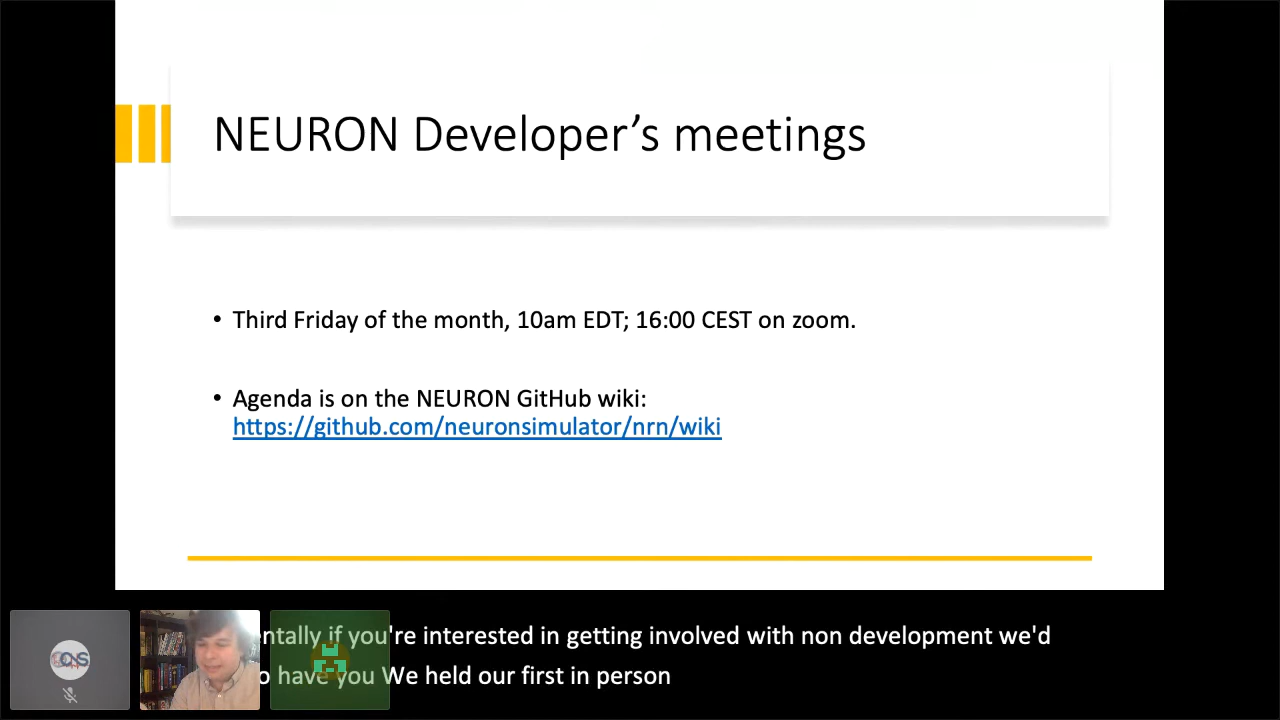 NEURON Developer’s meetings
• Third Friday of the month, 10am EDT; 16:00 CEST on zoom.
• Agenda is on the NEURON GitHub wiki:
https://github.com/neuronsimulator/nrn/wiki
if you're interested in getting involved with non development we'd
have you We held our first in person